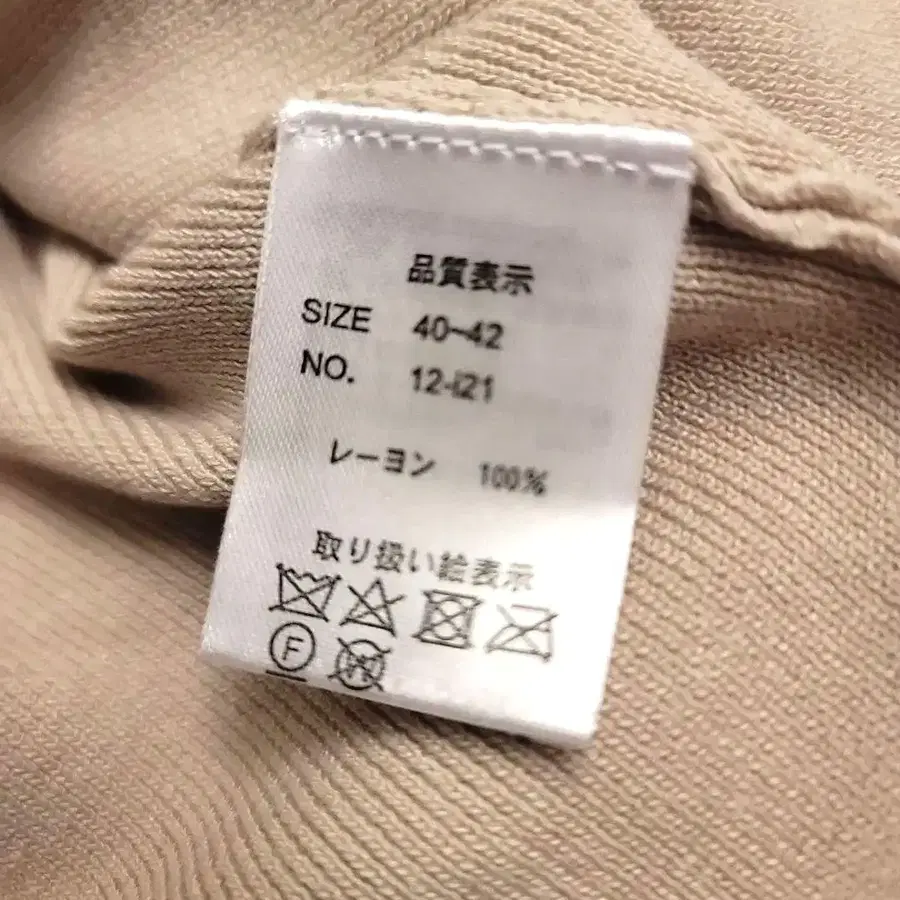 品質表示
SIZE 40~42
NO. 12-i21
レーヨン 100%
取り扱い絵表示
F
W